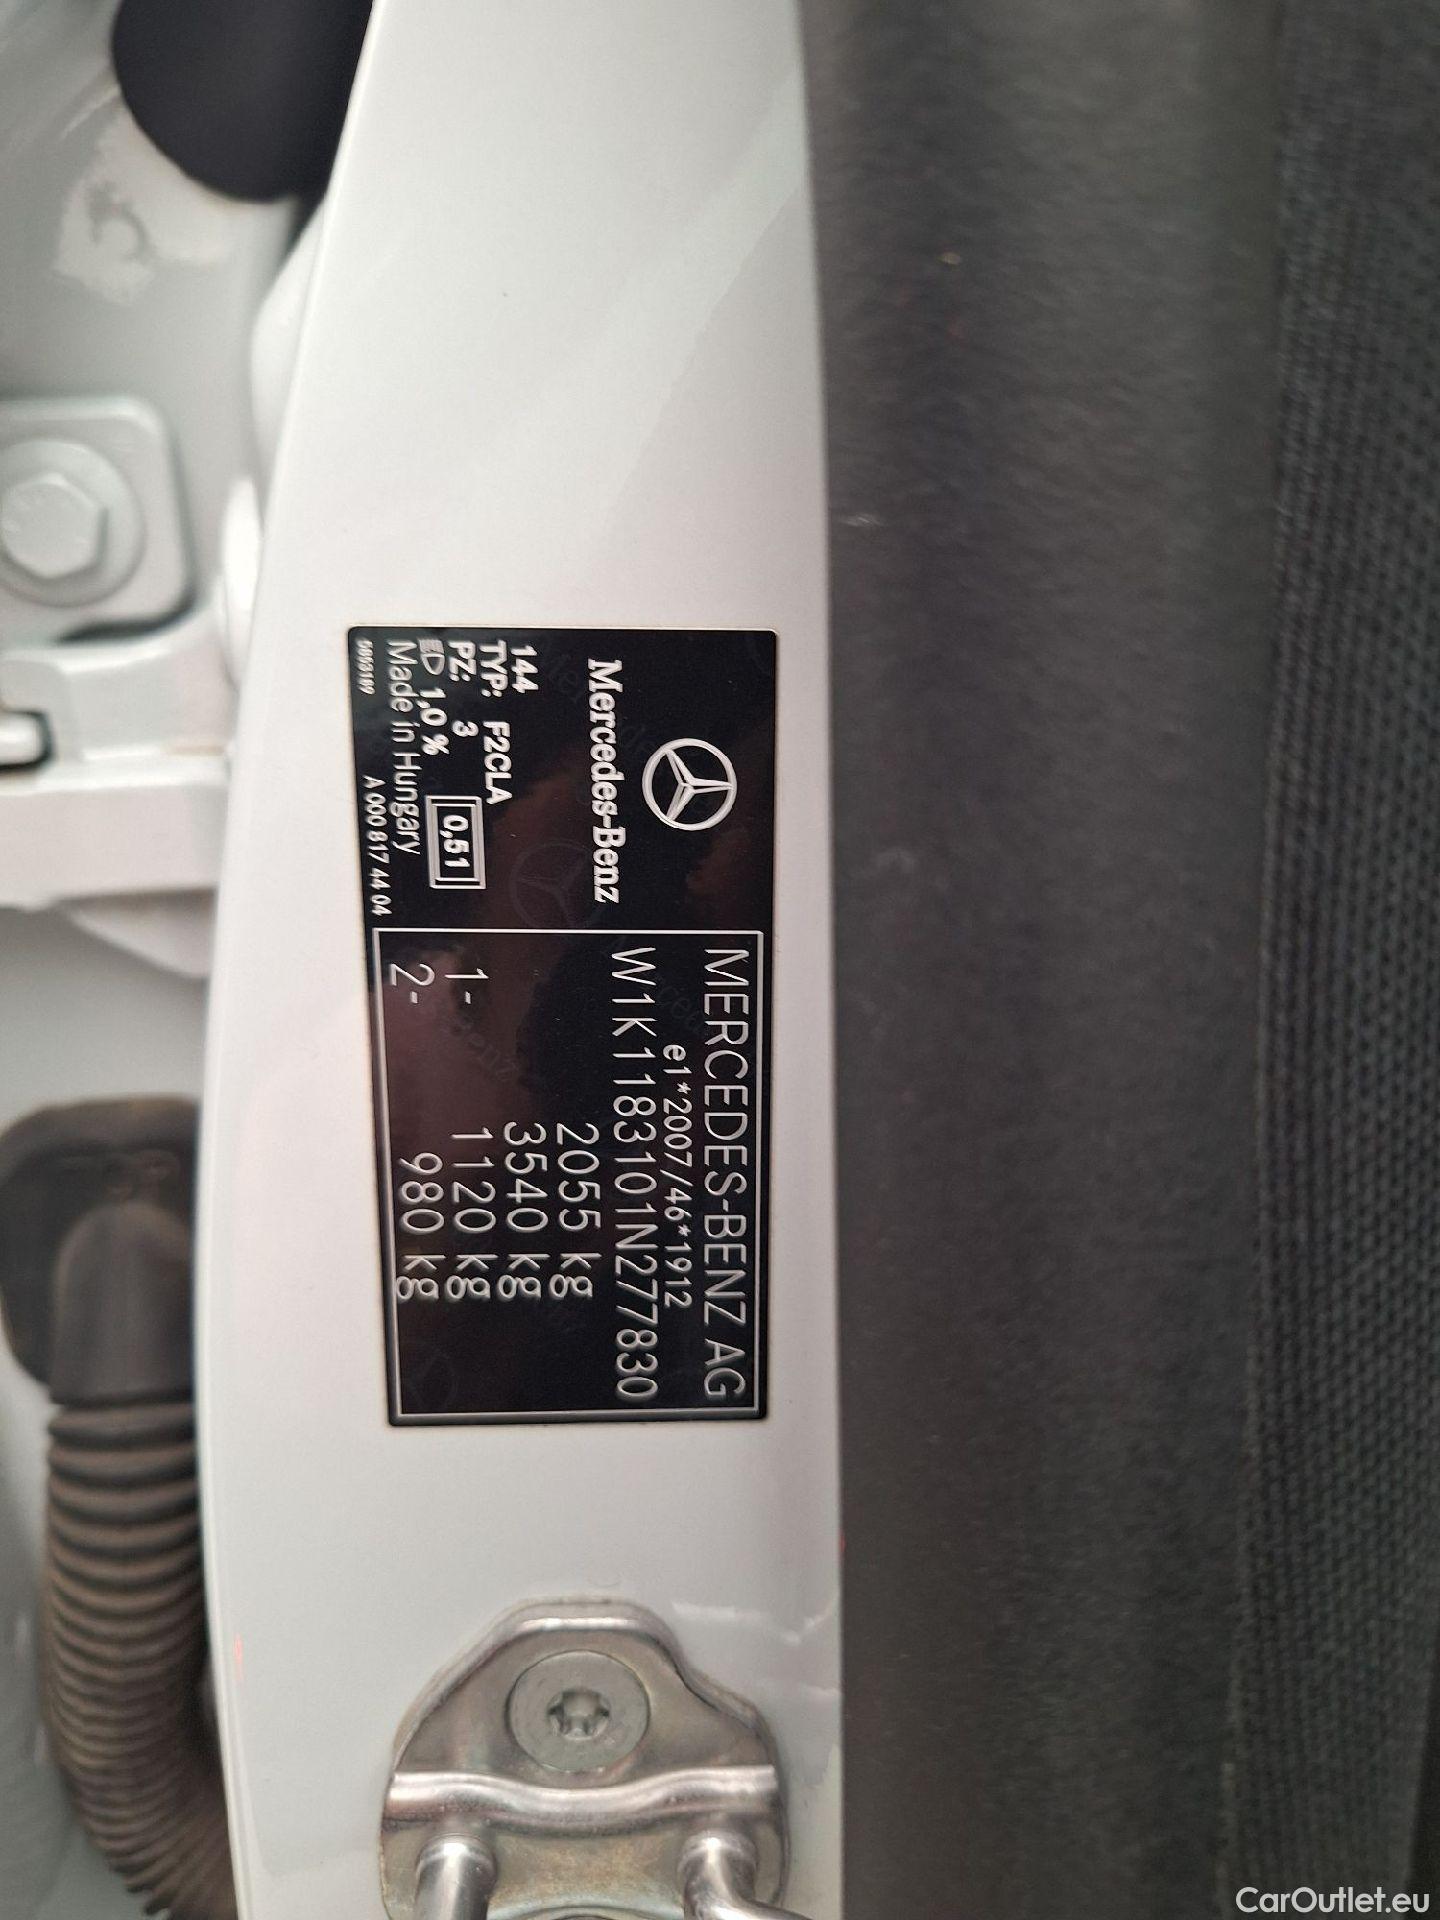 Mercedes-Benz
144
TYP: F2CLA
PZ: 3
1,0 %
0,51
Made in Hungary
A 000 817 44 04
MERCEDES-BENZ AG
e1*2007/46*1912
W1K1183101N277830
2055 kg
3540 kg
1- 1120 kg
2- 980 kg
CarOutlet.eu